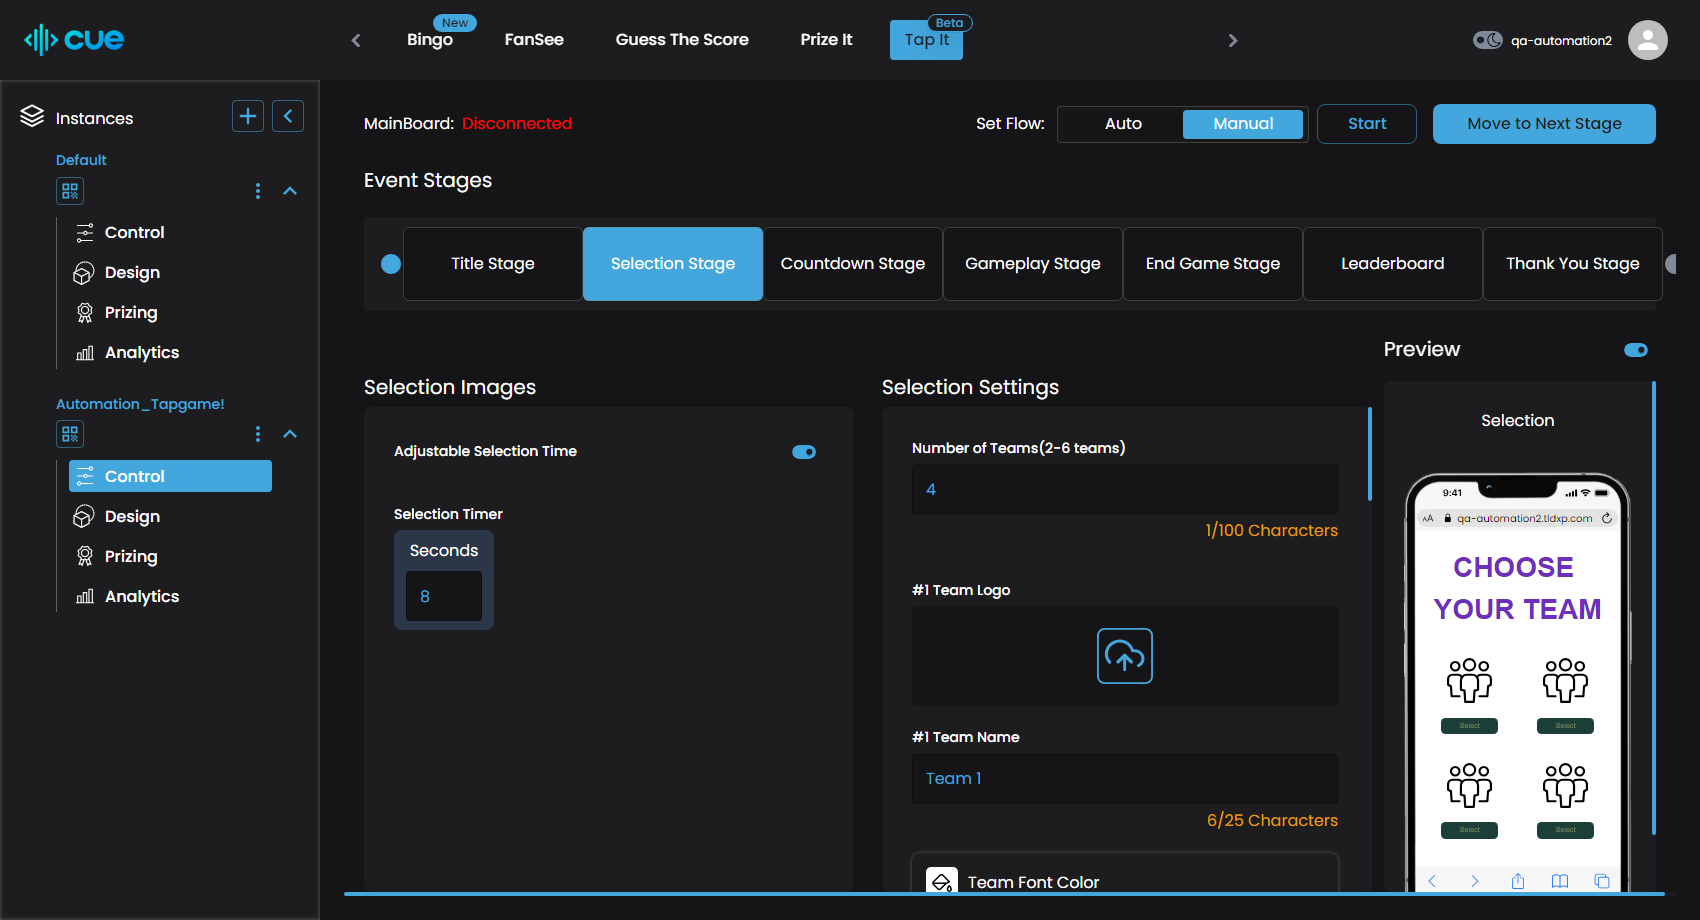 cue
New
Bingo
FanSee
Guess The Score
Prize It
Beta
Tap It
qa-automation2
Instances
Default
Control
Design
Prizing
Analytics
Automation_Tapgame!
Control
Design
Prizing
Analytics
MainBoard: Disconnected
Set Flow:
Auto
Manual
Start
Move to Next Stage
Event Stages
Title Stage
Selection Stage
Countdown Stage
Gameplay Stage
End Game Stage
Leaderboard
Thank You Stage
Selection Images
Adjustable Selection Time
Selection Timer
Seconds
8
Selection Settings
Number of Teams(2-6 teams)
4
1/100 Characters
#1 Team Logo
#1 Team Name
Team 1
6/25 Characters
Team Font Color
Preview
Selection
9:41
AA qa-automation2.tldxp.com
CHOOSE
YOUR TEAM
Select
Select
Select
Select